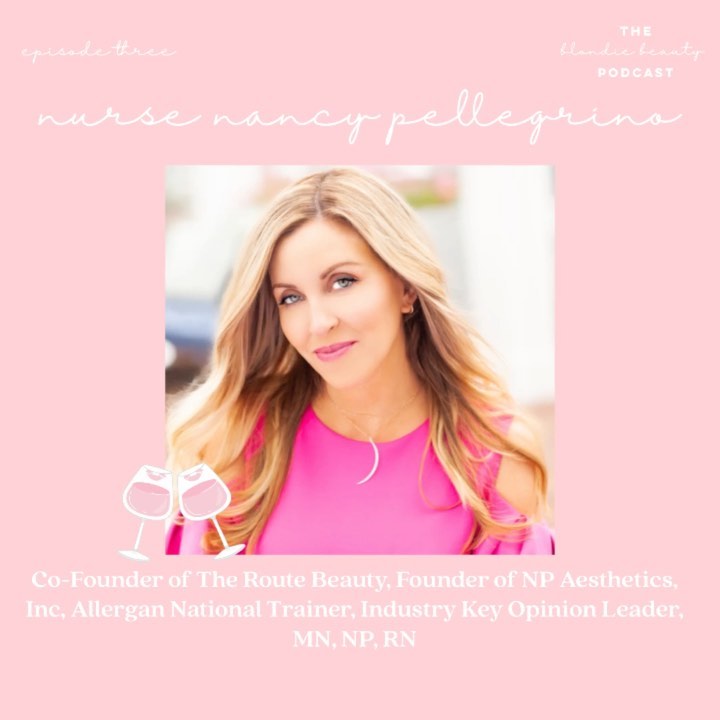 episode three
THE
blondie beauty
PODCAST
nurse nancy pellegrino
Co-Founder of The Route Beauty, Founder of NP Aesthetics,
Inc, Allergan National Trainer, Industry Key Opinion Leader,
MN, NP, RN